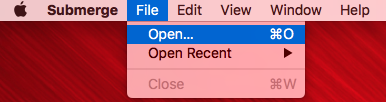 Submerge File Edit View Window Help
Open... ⌘O
Open Recent ▶
Close ⌘W